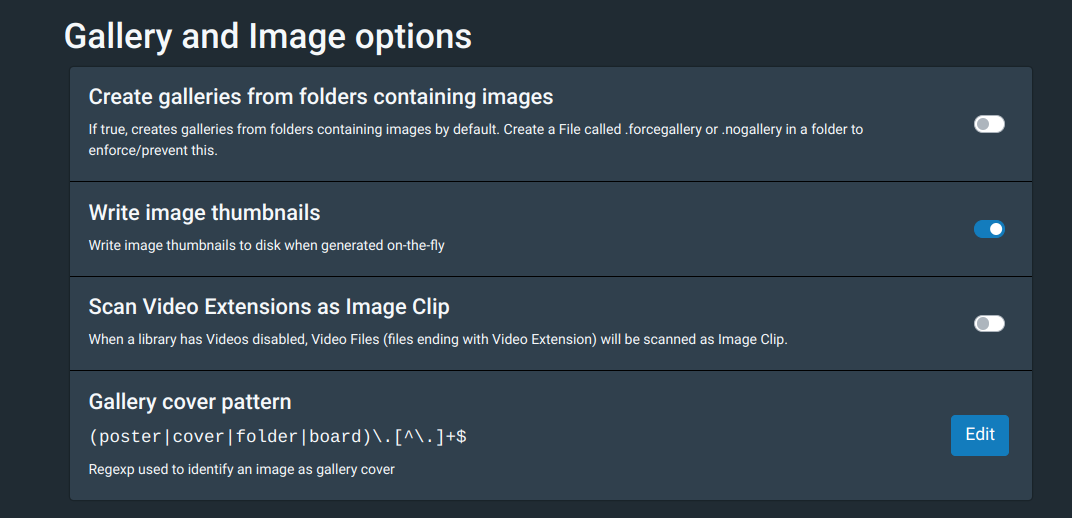 Gallery and Image options
Create galleries from folders containing images
If true, creates galleries from folders containing images by default. Create a File called .forcegallery or .nogallery in a folder to
enforce/prevent this.
Write image thumbnails
Write image thumbnails to disk when generated on-the-fly
Scan Video Extensions as Image Clip
When a library has Videos disabled, Video Files (files ending with Video Extension) will be scanned as Image Clip.
Gallery cover pattern
(poster|cover|folder|board)\.[^\.]+$
Edit
Regexp used to identify an image as gallery cover